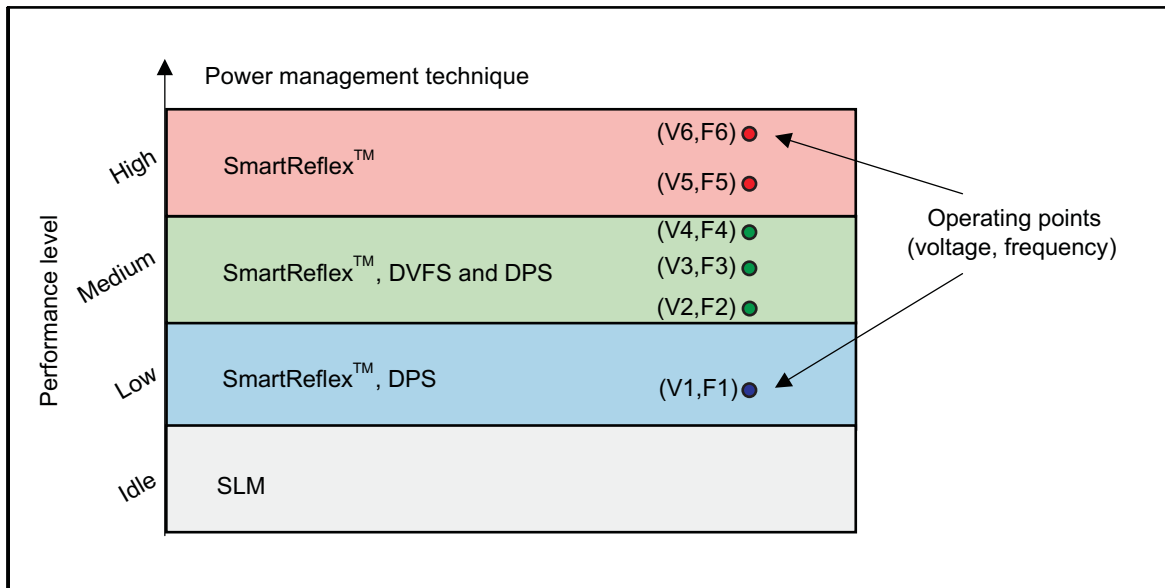 Power management technique
Performance level
High
SmartReflex™
(V6,F6)
(V5,F5)
Medium
SmartReflex™, DVFS and DPS
(V4,F4)
(V3,F3)
(V2,F2)
Low
SmartReflex™, DPS
(V1,F1)
Idle
SLM
Operating points
(voltage, frequency)